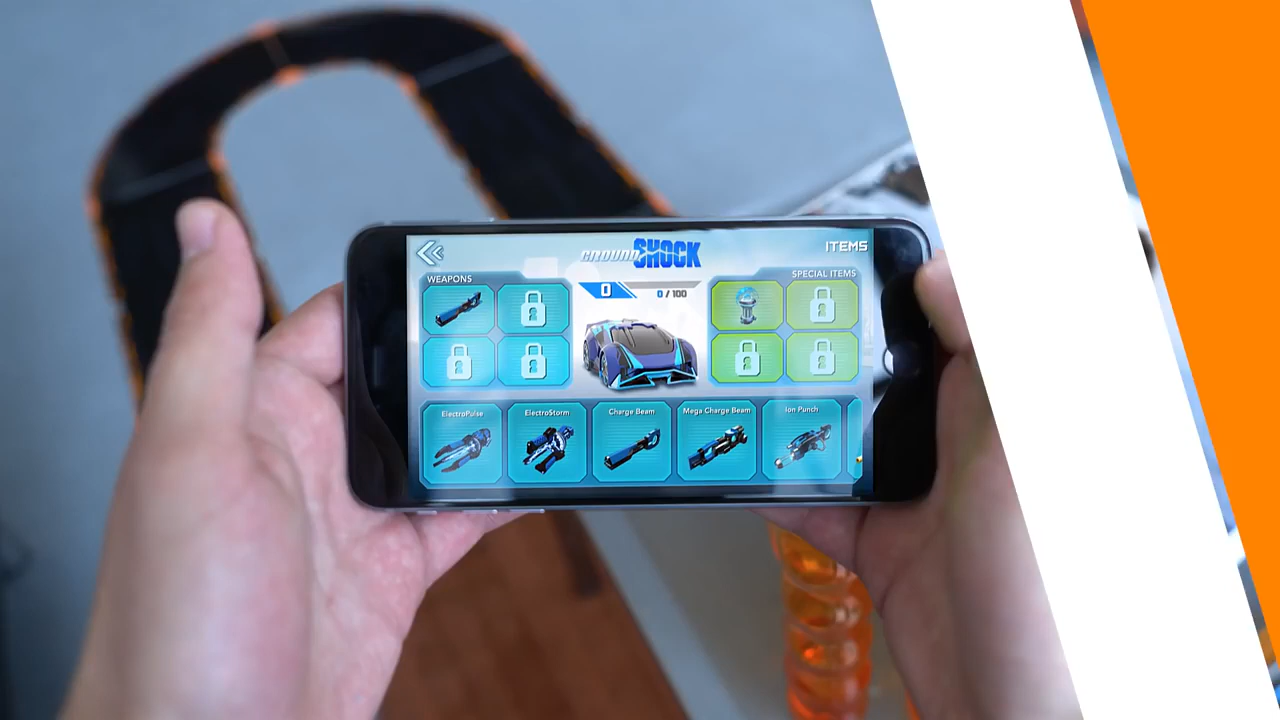 GROUND SHOCK
ITEMS
WEAPONS
SPECIAL ITEMS
0
0 / 100
ElectroPulse
ElectroStorm
Charge Beam
Mega Charge Beam
Ion Punch